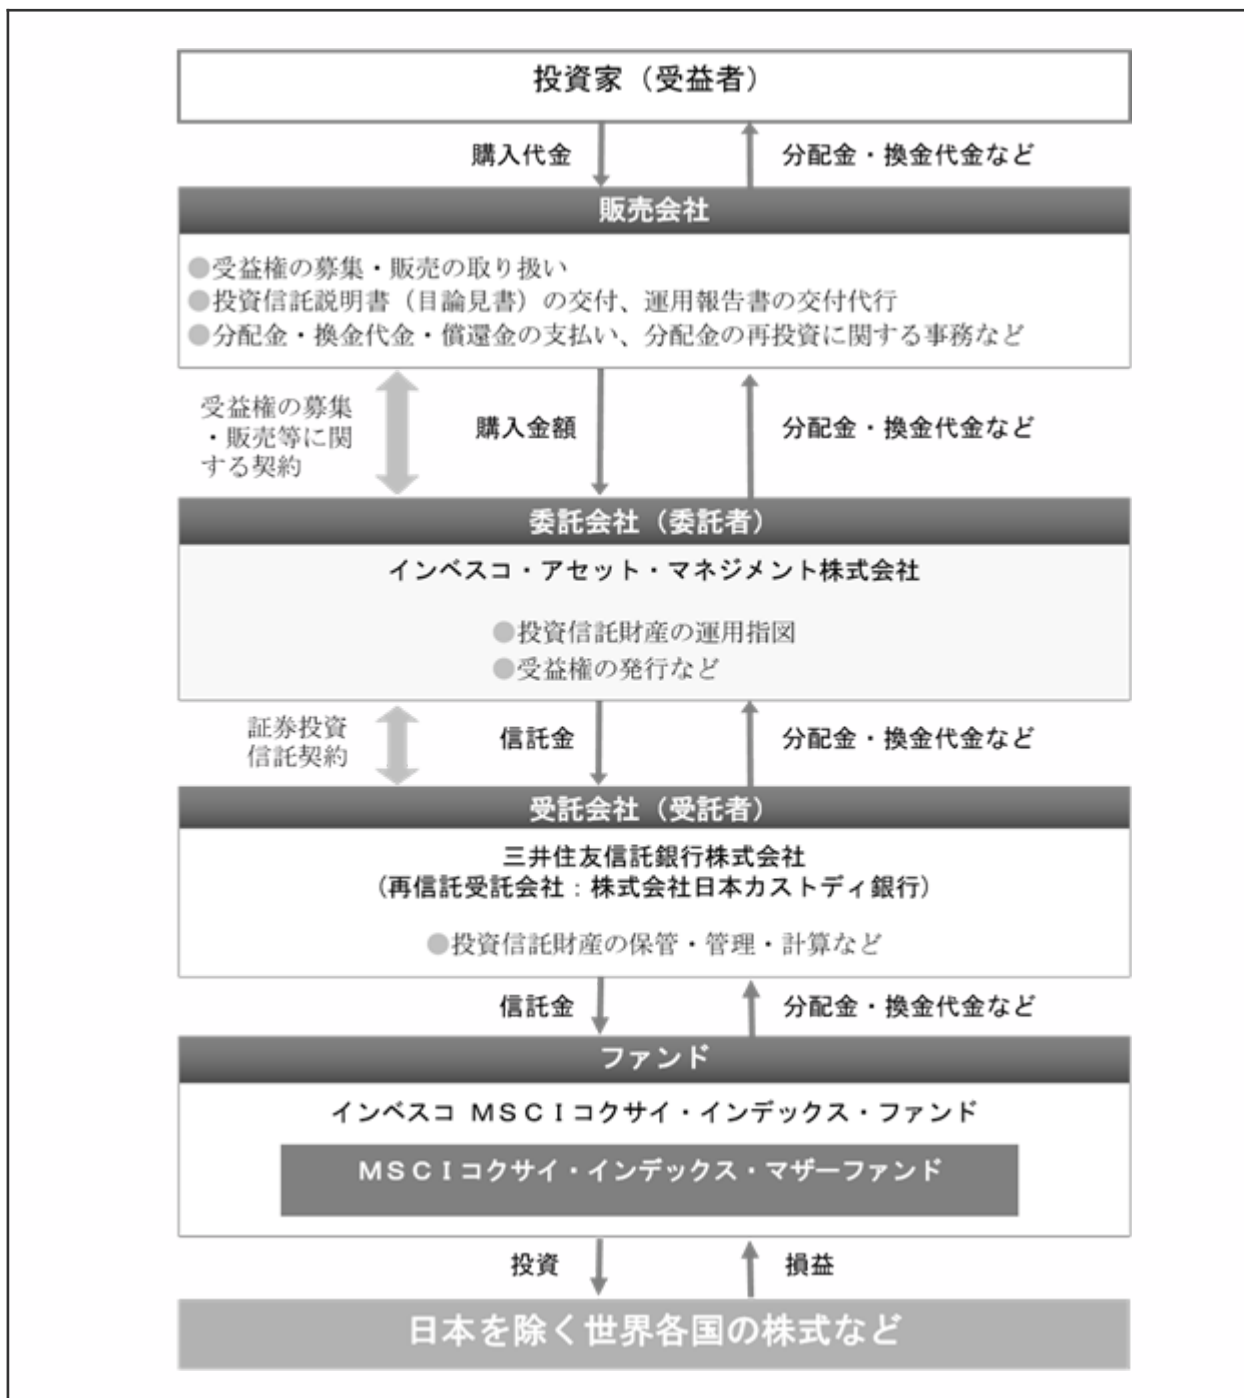 投資家（受益者）
購入代金
分配金・換金代金など
販売会社
●受益権の募集・販売の取り扱い
●投資信託説明書（目論見書）の交付、運用報告書の交付代行
●分配金・換金代金・償還金の支払い、分配金の再投資に関する事務など
受益権の募集
・販売等に関
する契約
購入金額
分配金・換金代金など
委託会社（委託者）
インベスコ・アセット・マネジメント株式会社
●投資信託財産の運用指図
●受益権の発行など
証券投資
信託契約
信託金
分配金・換金代金など
受託会社（受託者）
三井住友信託銀行株式会社
(再信託受託会社：株式会社日本カストディ銀行)
●投資信託財産の保管・管理・計算など
信託金
分配金・換金代金など
ファンド
インベスコ ＭＳＣＩコクサイ・インデックス・ファンド
ＭＳＣＩコクサイ・インデックス・マザーファンド
投資
損益
日本を除く世界各国の株式など